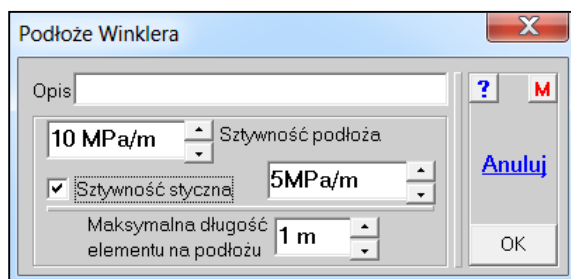 Podłoże Winklera
Opis
? M
10 MPa/m Sztywność podłoża
Sztywność styczna 5MPa/m
Anuluj
Maksymalna długość
elementu na podłożu 1 m
OK